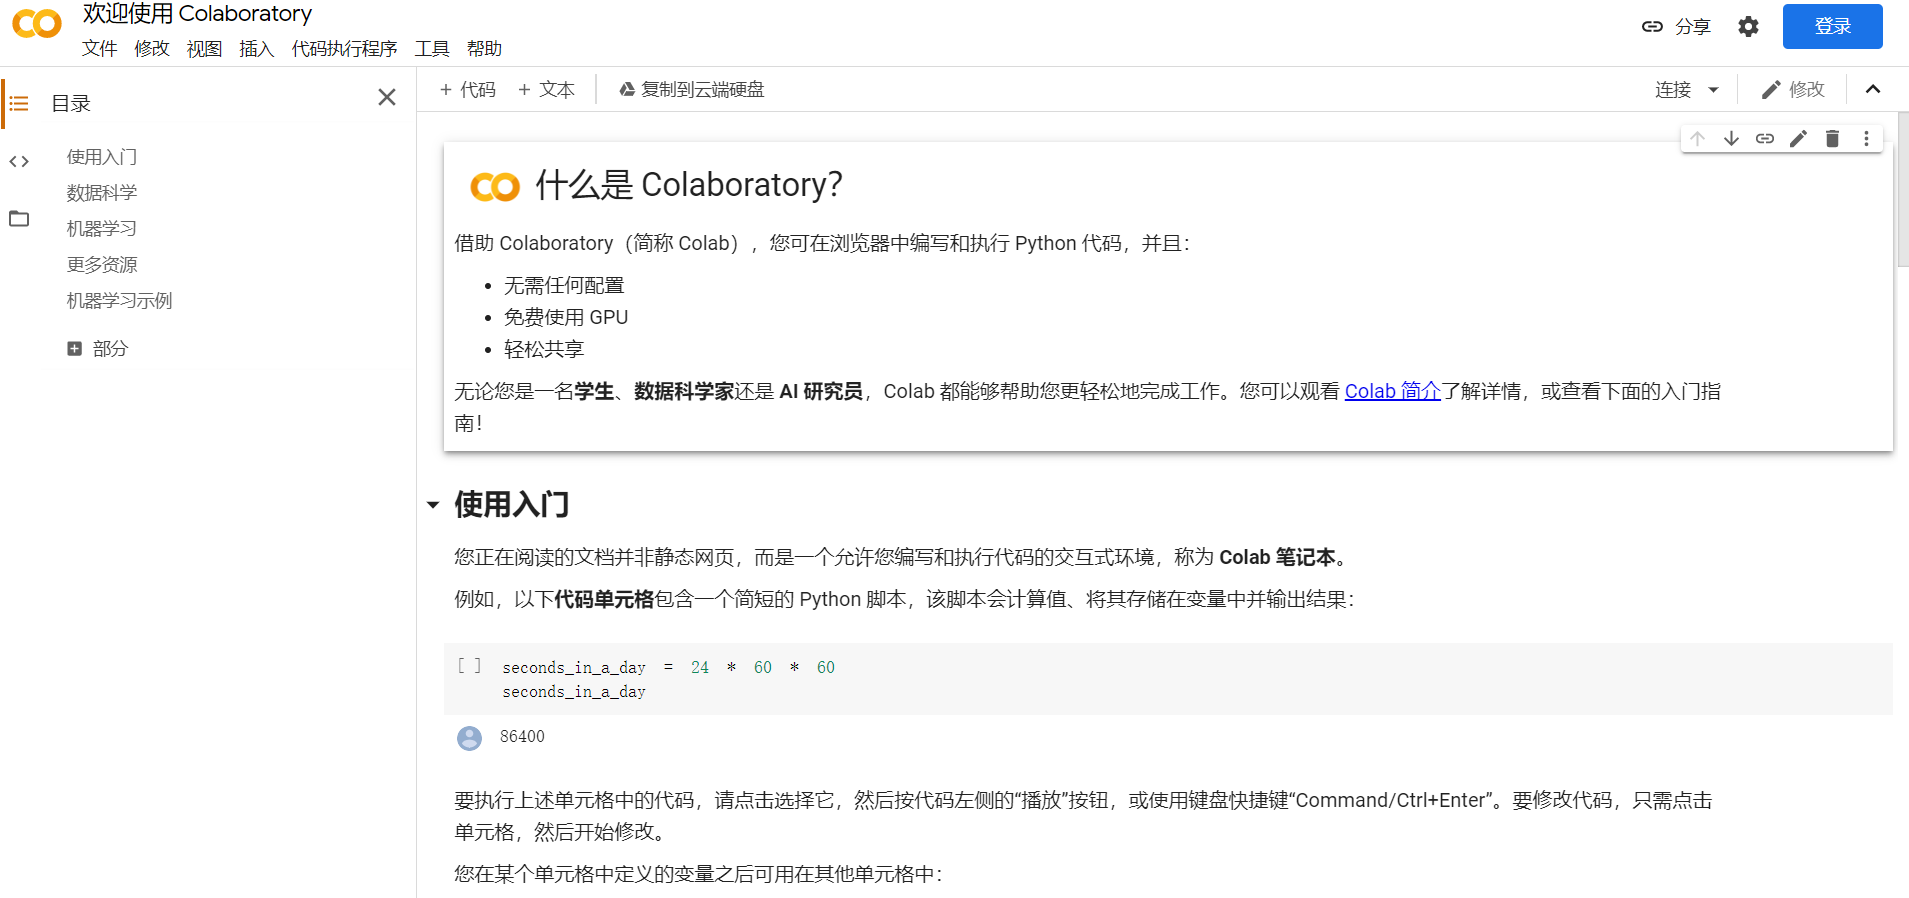 欢迎使用 Colaboratory
文件 修改 视图 插入 代码执行程序 工具 帮助
分享
登录
+ 代码 + 文本 复制到云端硬盘
连接 修改
目录
使用入门
数据科学
机器学习
更多资源
机器学习示例
部分
什么是 Colaboratory？
借助 Colaboratory（简称 Colab），您可在浏览器中编写和执行 Python 代码，并且：
• 无需任何配置
• 免费使用 GPU
• 轻松共享
无论您是一名学生、数据科学家还是 AI 研究员，Colab 都能够帮助您更轻松地完成工作。您可以观看 Colab 简介了解详情，或查看下面的入门指
南！
使用入门
您正在阅读的文档并非静态网页，而是一个允许您编写和执行代码的交互式环境，称为 Colab 笔记本。
例如，以下代码单元格包含一个简短的 Python 脚本，该脚本会计算值、将其存储在变量中并输出结果：
[ ] seconds_in_a_day = 24 * 60 * 60
seconds_in_a_day
86400
要执行上述单元格中的代码，请点击选择它，然后按代码左侧的“播放”按钮，或使用键盘快捷键“Command/Ctrl+Enter”。要修改代码，只需点击
单元格，然后开始修改。
您在某个单元格中定义的变量之后可用在其他单元格中：